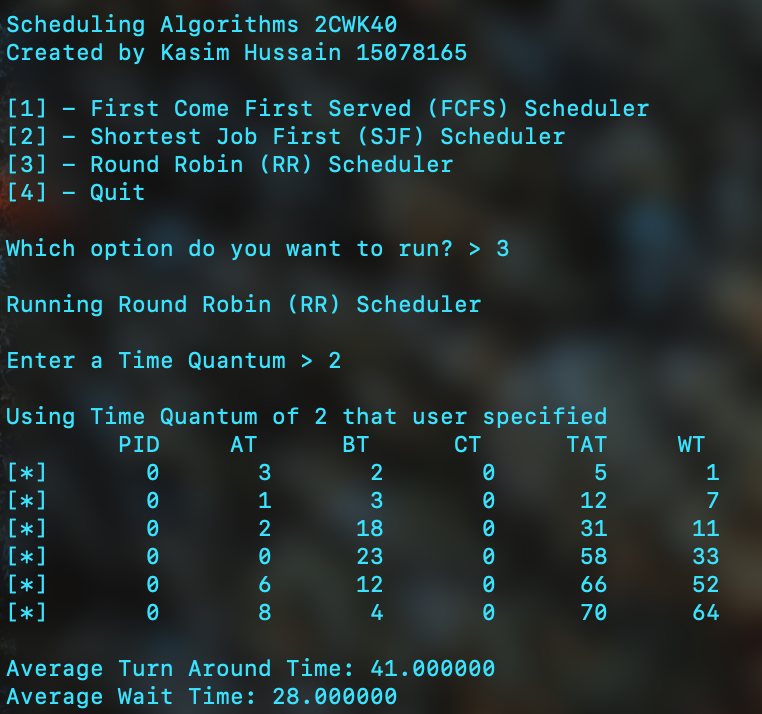 Scheduling Algorithms 2CWK40
Created by Kasim Hussain 15078165
[1] – First Come First Served (FCFS) Scheduler
[2] – Shortest Job First (SJF) Scheduler
[3] – Round Robin (RR) Scheduler
[4] – Quit
Which option do you want to run? > 3
Running Round Robin (RR) Scheduler
Enter a Time Quantum > 2
Using Time Quantum of 2 that user specified
PID AT BT CT TAT WT
[*] 0 3 2 0 5 1
[*] 0 1 3 0 12 7
[*] 0 2 18 0 31 11
[*] 0 0 23 0 58 33
[*] 0 6 12 0 66 52
[*] 0 8 4 0 70 64
Average Turn Around Time: 41.000000
Average Wait Time: 28.000000